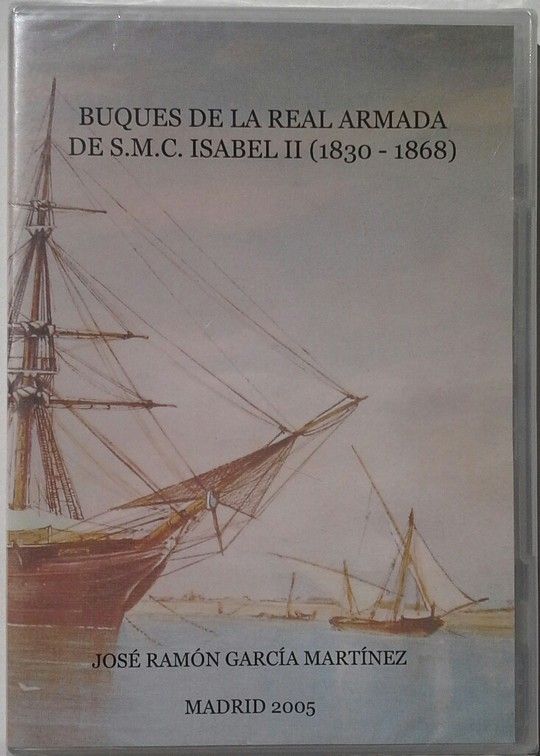 BUQUES DE LA REAL ARMADA
DE S.M.C. ISABEL II (1830 - 1868)
JOSÉ RAMÓN GARCÍA MARTÍNEZ
MADRID 2005